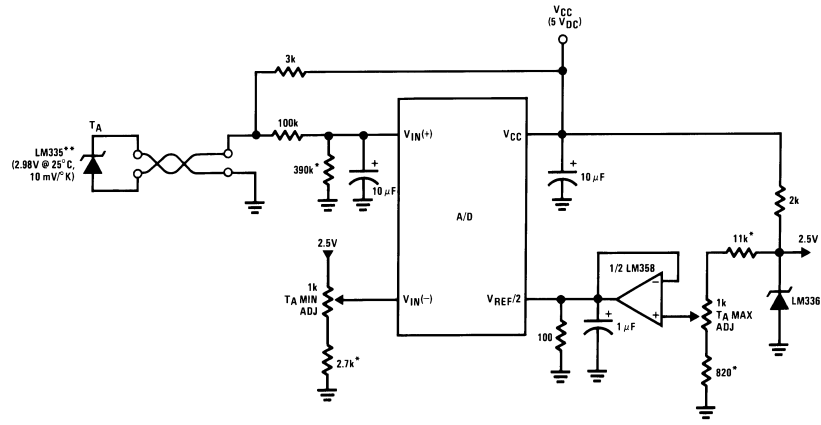 VCC
(5 VDC)
3k
TA
100k
VIN(+)
VCC
LM335**
(2.98V @ 25°C,
10 mV/°K)
390k*
+
10 µF
+
10 µF
2k
A/D
2.5V
11k*
2.5V
1/2 LM358
1k
TA MIN
ADJ
VIN(−)
VREF/2
−
+
1k
TA MAX
ADJ
LM336
100
+
1 µF
2.7k*
820*